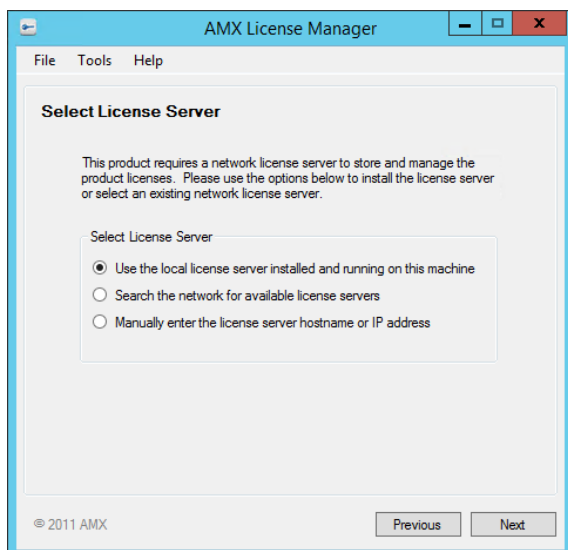 AMX License Manager
File Tools Help
Select License Server
This product requires a network license server to store and manage the
product licenses. Please use the options below to install the license server
or select an existing network license server.
Select License Server
Use the local license server installed and running on this machine
Search the network for available license servers
Manually enter the license server hostname or IP address
© 2011 AMX Previous Next